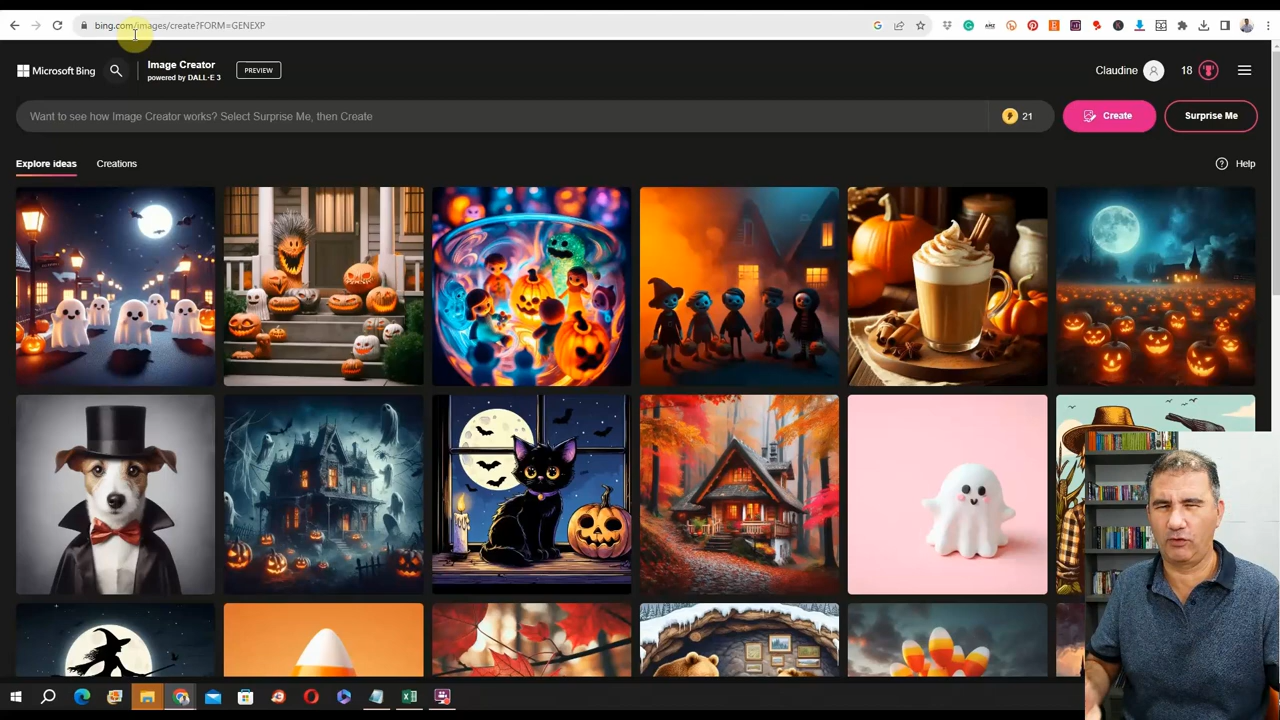 bing.com/images/create?FORM=GENEXP
Microsoft Bing
Image Creator
powered by DALL·E 3
PREVIEW
Claudine
18
Want to see how Image Creator works? Select Surprise Me, then Create
21
Create
Surprise Me
Explore ideas
Creations
Help